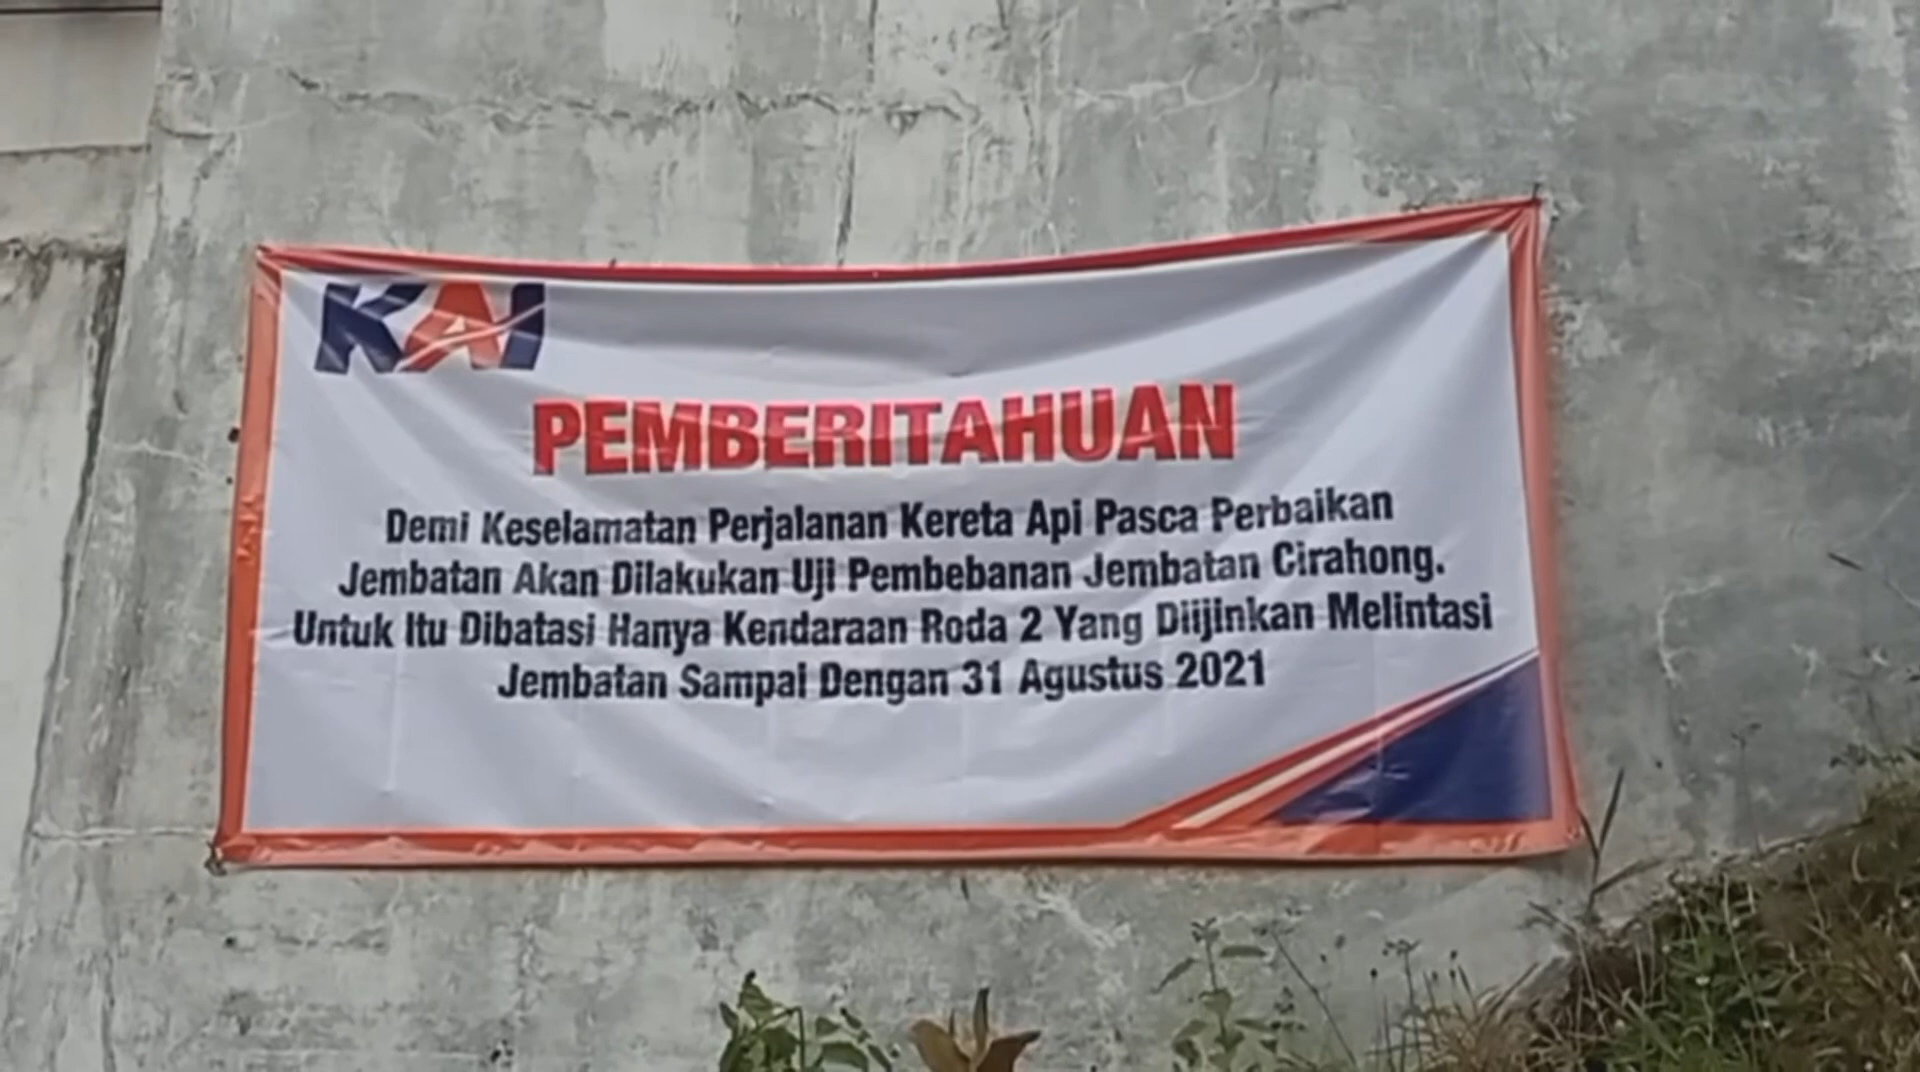 KAI
PEMBERITAHUAN
Demi Keselamatan Perjalanan Kereta Api Pasca Perbaikan
Jembatan Akan Dilakukan Uji Pembebanan Jembatan Cirahong.
Untuk Itu Dibatasi Hanya Kendaraan Roda 2 Yang Diijinkan Melintasi
Jembatan Sampai Dengan 31 Agustus 2021